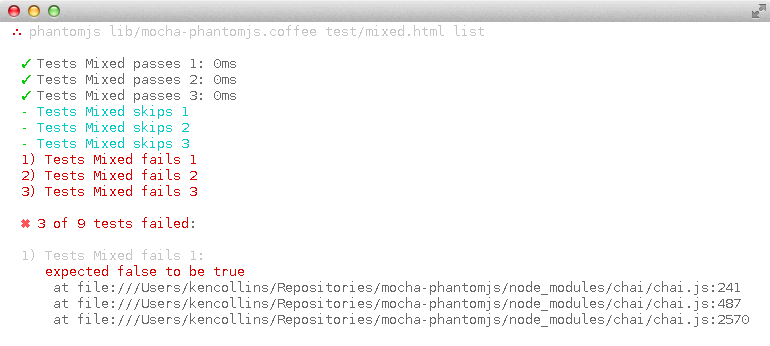 ∴ phantomjs lib/mocha-phantomjs.coffee test/mixed.html list
✓ Tests Mixed passes 1: 0ms
✓ Tests Mixed passes 2: 0ms
✓ Tests Mixed passes 3: 0ms
- Tests Mixed skips 1
- Tests Mixed skips 2
- Tests Mixed skips 3
1) Tests Mixed fails 1
2) Tests Mixed fails 2
3) Tests Mixed fails 3
✖ 3 of 9 tests failed:
1) Tests Mixed fails 1:
expected false to be true
at file:///Users/kencollins/Repositories/mocha-phantomjs/node_modules/chai/chai.js:241
at file:///Users/kencollins/Repositories/mocha-phantomjs/node_modules/chai/chai.js:487
at file:///Users/kencollins/Repositories/mocha-phantomjs/node_modules/chai/chai.js:2570